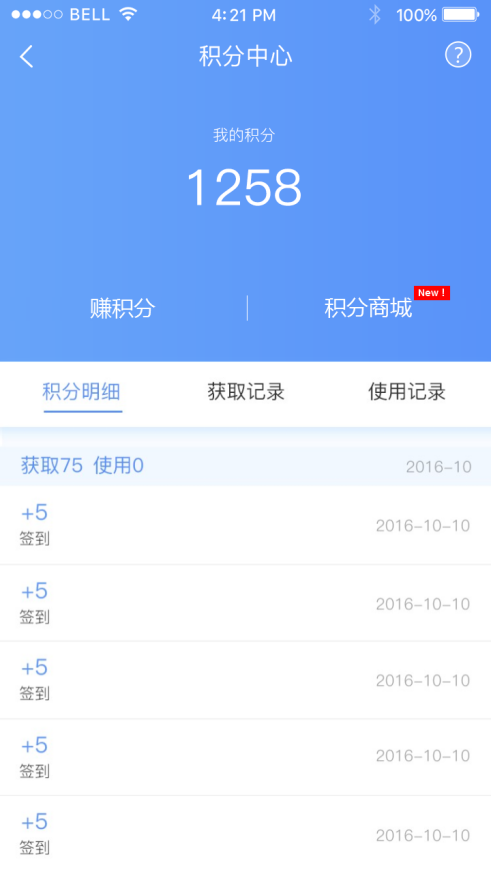 BELL 4:21 PM 100%
积分中心 ?
我的积分
1258
New !
赚积分 积分商城
积分明细 获取记录 使用记录
获取75 使用0 2016-10
+5
签到 2016-10-10
+5
签到 2016-10-10
+5
签到 2016-10-10
+5
签到 2016-10-10
+5
签到 2016-10-10